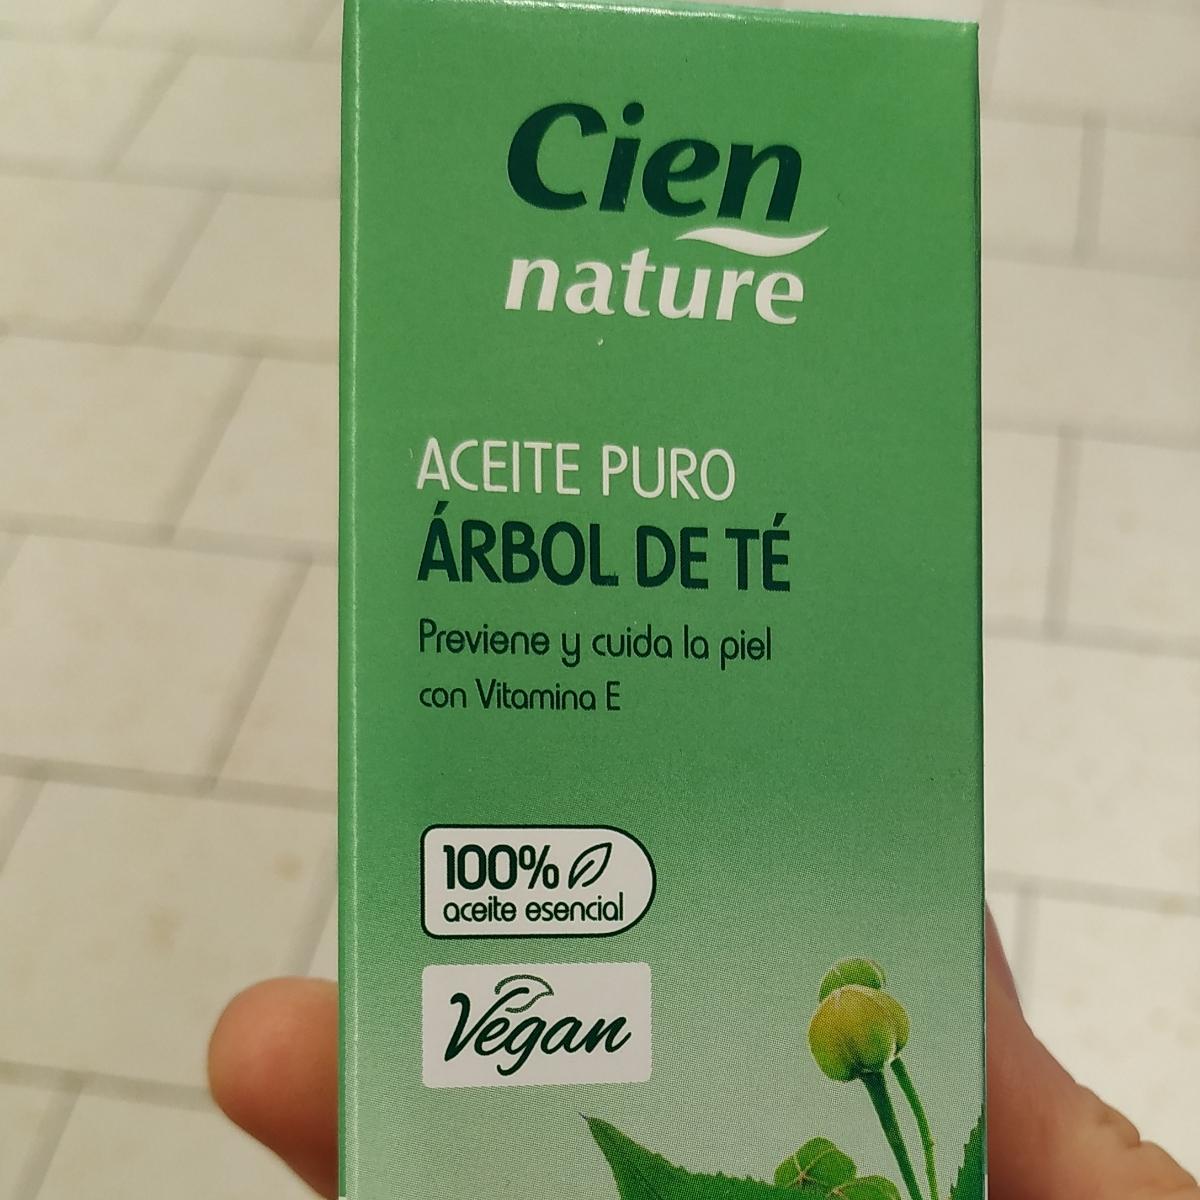 Cien
nature
ACEITE PURO
ÁRBOL DE TÉ
Previene y cuida la piel
con Vitamina E
100%
aceite esencial
Vegan